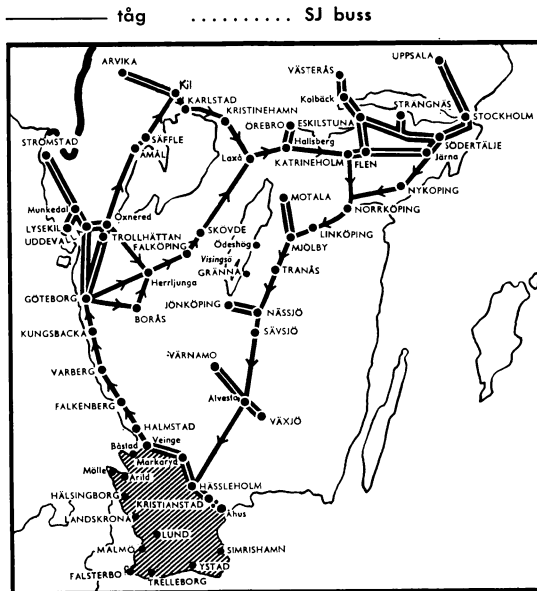 tåg SJ buss
UPPSALA
ARVIKA
Kil
VÄSTERÅS
KARLSTAD
Kolbäck
STRÄNGNÄS
KRISTINEHAMN
ÖREBRO
ESKILSTUNA
STOCKHOLM
STRÖMSTAD
SÄFFLE
Hallsberg
SÖDERTÄLJE
ÅMÅL
Laxå
KATRINEHOLM
FLEN
Järna
MOTALA
NYKÖPING
Munkedal
Oxnered
NORRKÖPING
LYSEKIL
TROLLHÄTTAN
SKÖVDE
LINKÖPING
UDDEVALL
FALKÖPING
Ödeshög
MJÖLBY
Visingsö
Herrljunga
GRÄNNA
TRANÅS
GÖTEBORG
JÖNKÖPING
NÄSSJÖ
BORÅS
KUNGSBACKA
SÄVSJÖ
VÄRNAMO
VARBERG
Alvesta
FALKENBERG
VÄXJÖ
HALMSTAD
Veinge
Båstad
Markaryd
Mölle
Arild
HÄSSLEHOLM
HÄLSINGBORG
KRISTIANSTAD
Åhus
LANDSKRONA
LUND
MALMÖ
SIMRISHAMN
YSTAD
FALSTERBO
TRELLEBORG